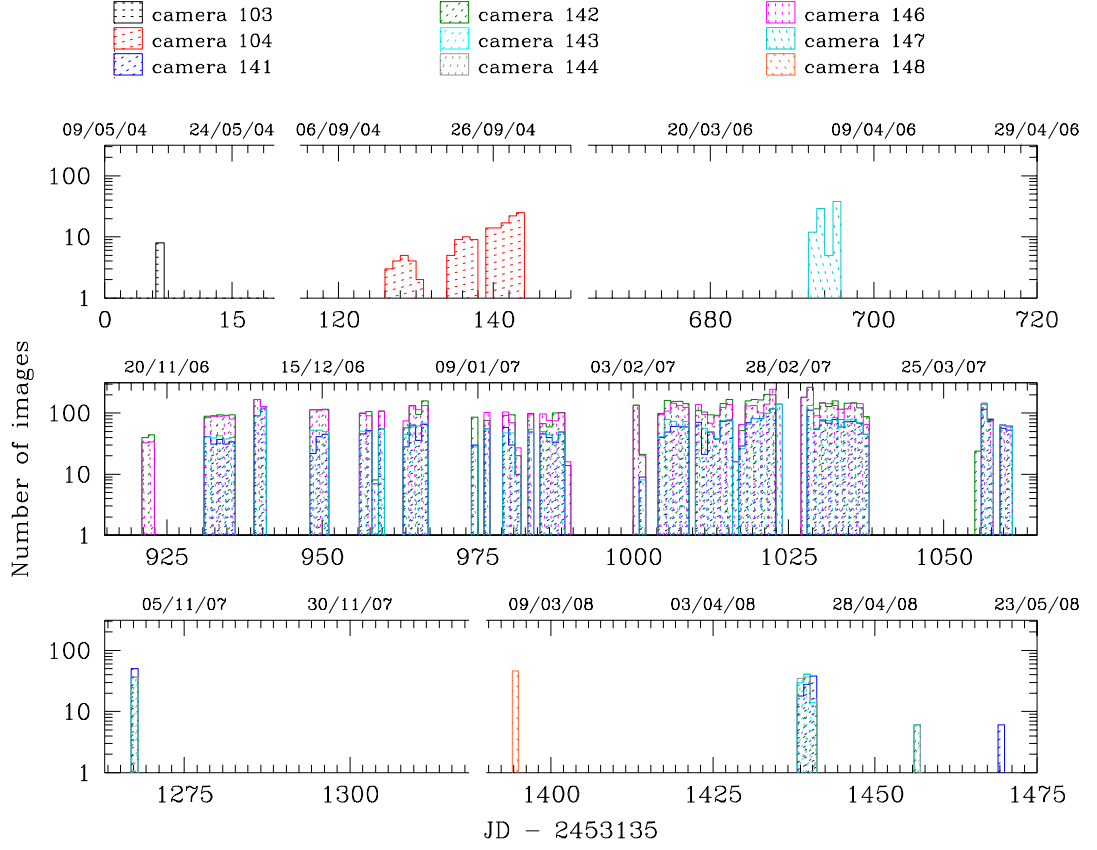 camera 103 camera 142 camera 146
camera 104 camera 143 camera 147
camera 141 camera 144 camera 148
09/05/04 24/05/04 06/09/04 26/09/04 20/03/06 09/04/06 29/04/06
100
10
1
0 15 120 140 680 700 720
20/11/06 15/12/06 09/01/07 03/02/07 28/02/07 25/03/07
Number of images
100
10
1
925 950 975 1000 1025 1050
05/11/07 30/11/07 09/03/08 03/04/08 28/04/08 23/05/08
100
10
1
1275 1300 1400 1425 1450 1475
JD − 2453135